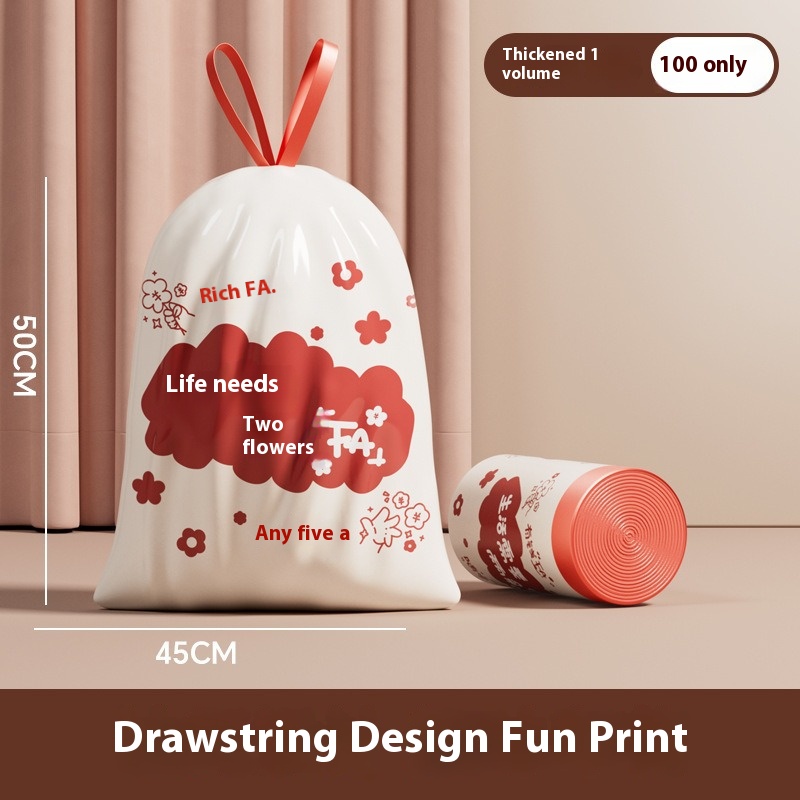 Thickened 1
volume
100 only
Rich FA.
Life needs
Two
flowers
FA
Any five a
50CM
45CM
Drawstring Design Fun Print